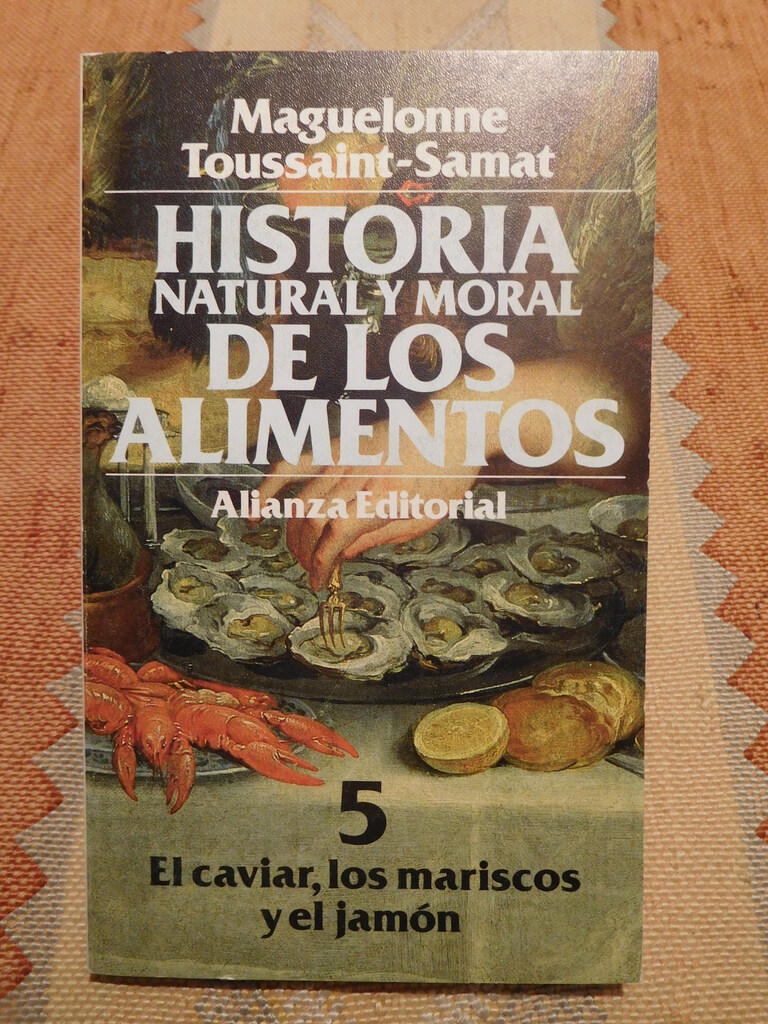 Maguelonne
Toussaint-Samat
HISTORIA
NATURAL Y MORAL
DE LOS
ALIMENTOS
Alianza Editorial
5
El caviar, los mariscos
y el jamón